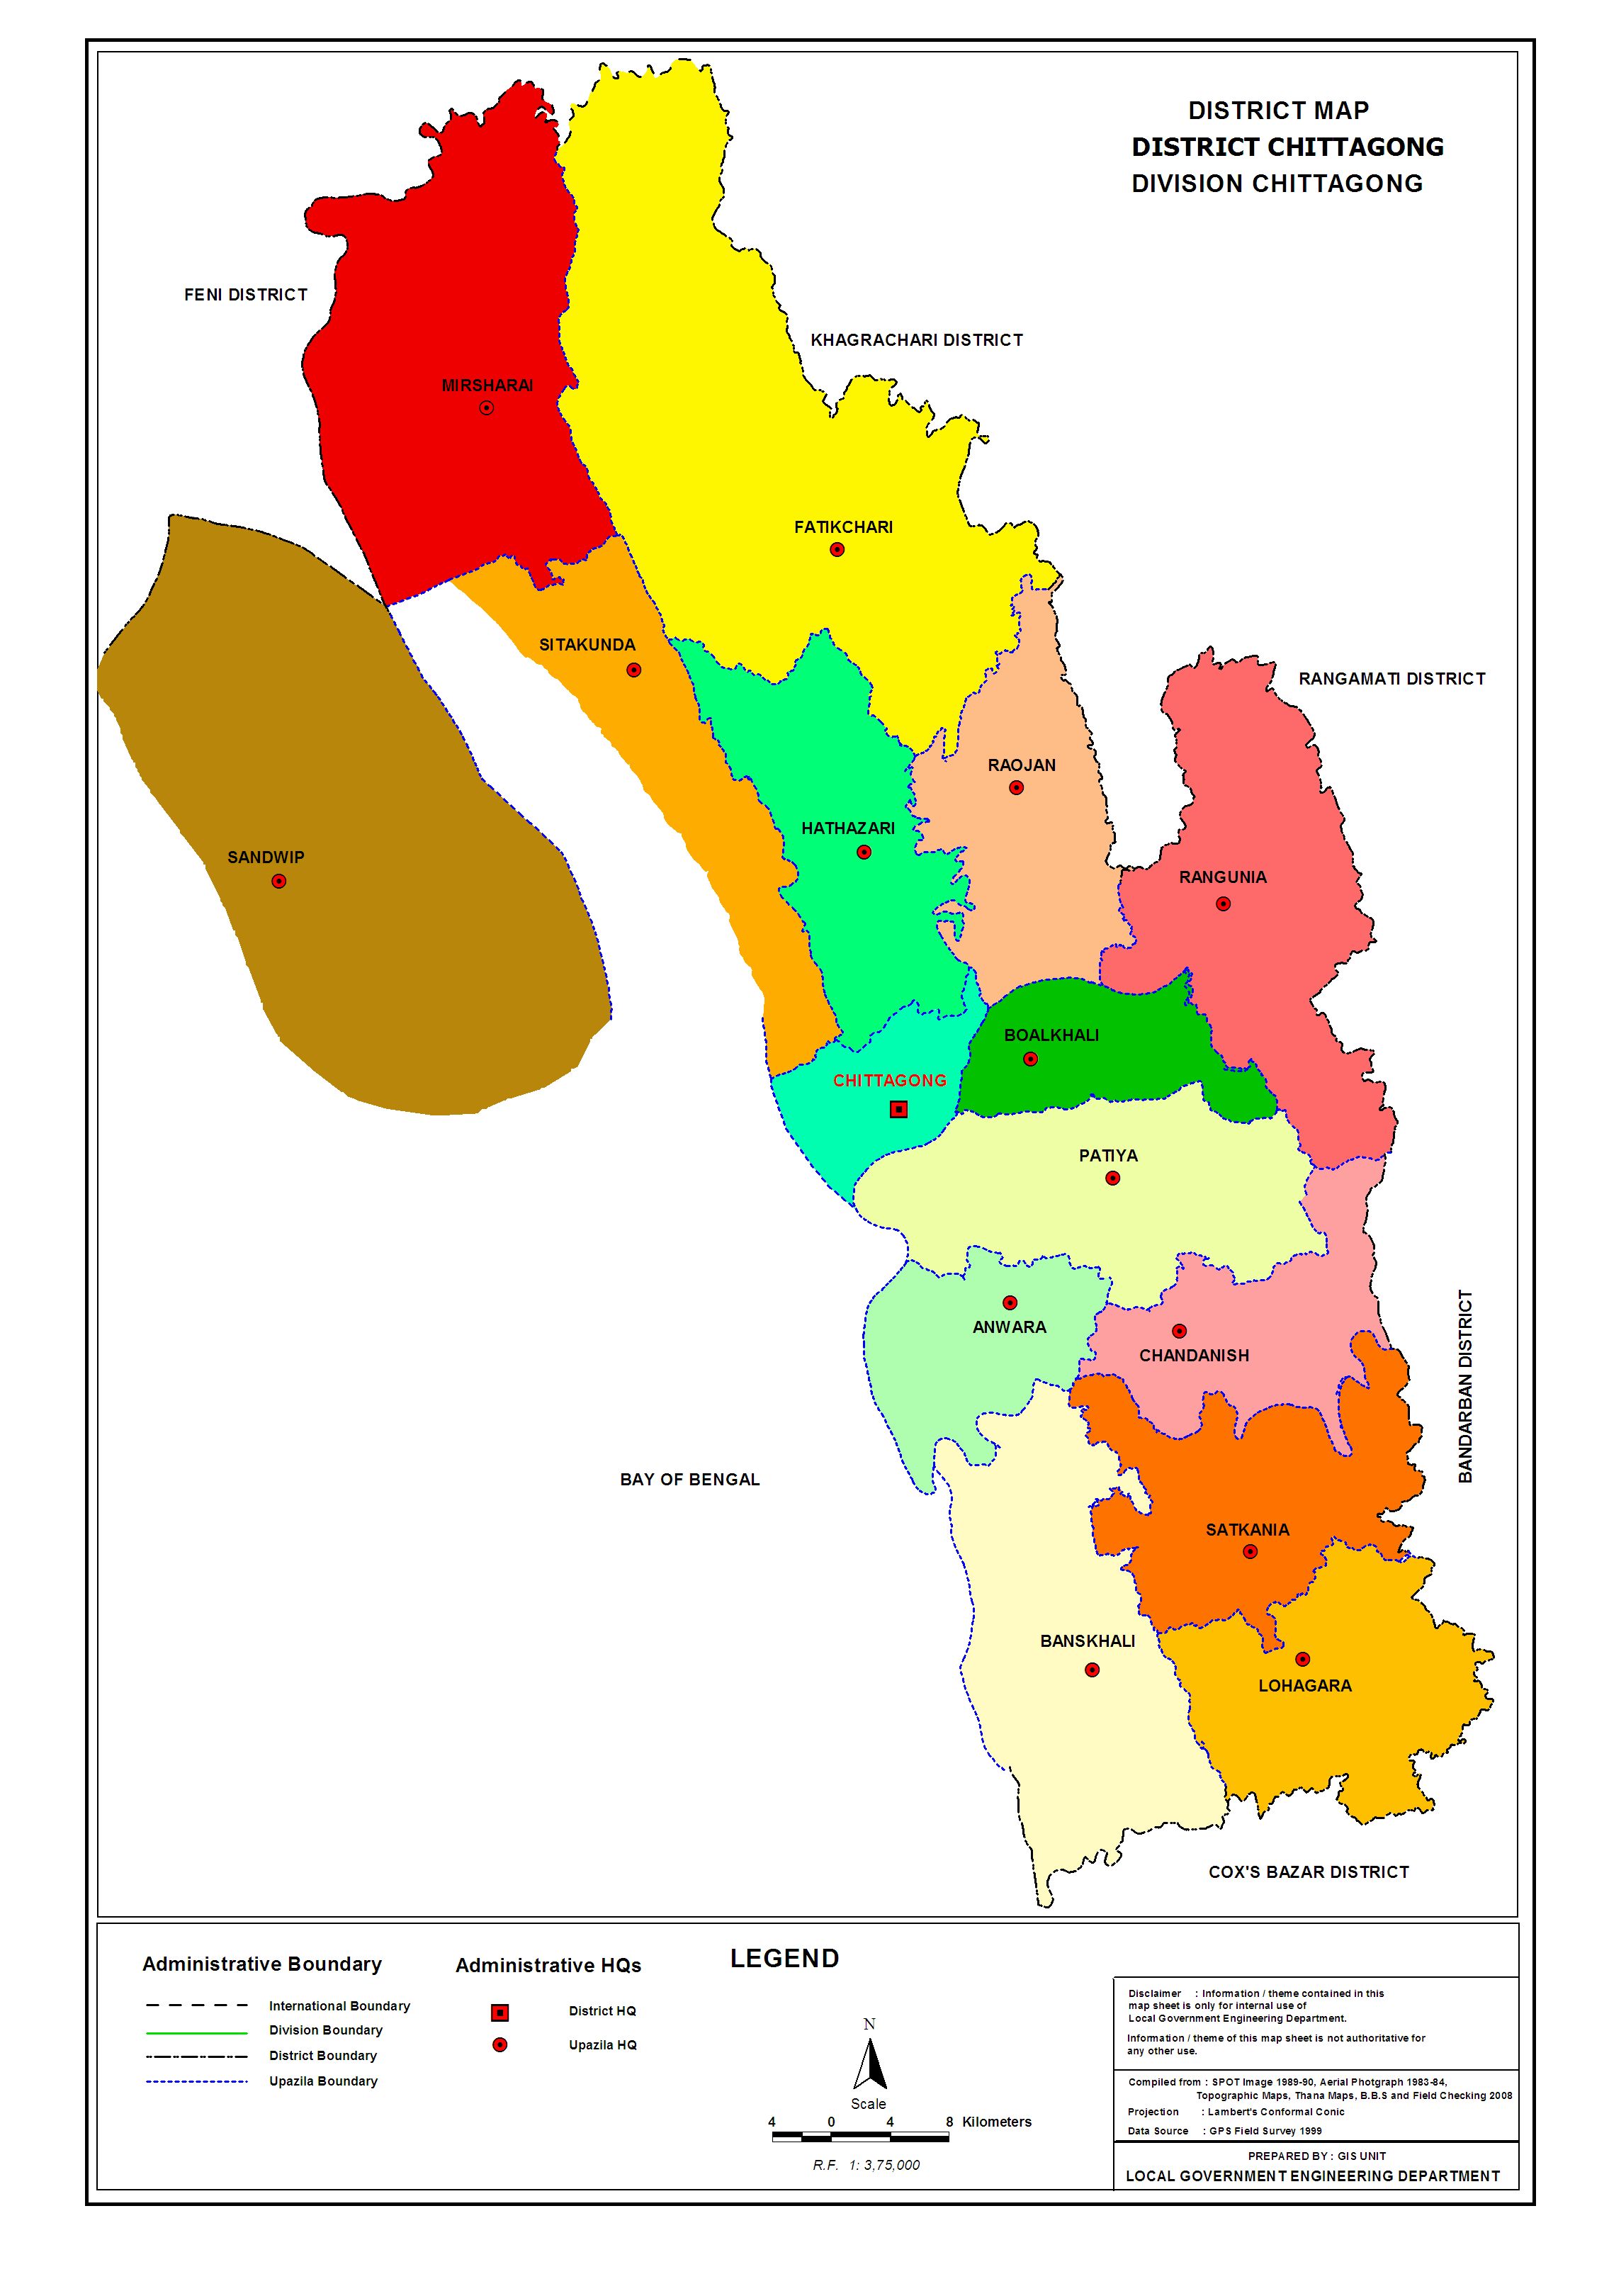 DISTRICT MAP
DISTRICT CHITTAGONG
DIVISION CHITTAGONG
FENI DISTRICT
KHAGRACHARI DISTRICT
MIRSHARAI
FATIKCHARI
SITAKUNDA
RANGAMATI DISTRICT
RAOJAN
HATHAZARI
SANDWIP
RANGUNIA
BOALKHALI
CHITTAGONG
PATIYA
ANWARA
CHANDANISH
BANDARBAN DISTRICT
BAY OF BENGAL
SATKANIA
BANSKHALI
LOHAGARA
COX'S BAZAR DISTRICT
LEGEND
Administrative Boundary
International Boundary
Division Boundary
District Boundary
Upazila Boundary
Administrative HQs
District HQ
Upazila HQ
N
Scale
4 0 4 8 Kilometers
R.F. 1: 3,75,000
Disclaimer : Information / theme contained in this
map sheet is only for internal use of
Local Government Engineering Department.
Information / theme of this map sheet is not authoritative for
any other use.
Compiled from : SPOT Image 1989-90, Aerial Photgraph 1983-84,
Topographic Maps, Thana Maps, B.B.S and Field Checking 2008
Projection : Lambert's Conformal Conic
Data Source : GPS Field Survey 1999
PREPARED BY : GIS UNIT
LOCAL GOVERNMENT ENGINEERING DEPARTMENT